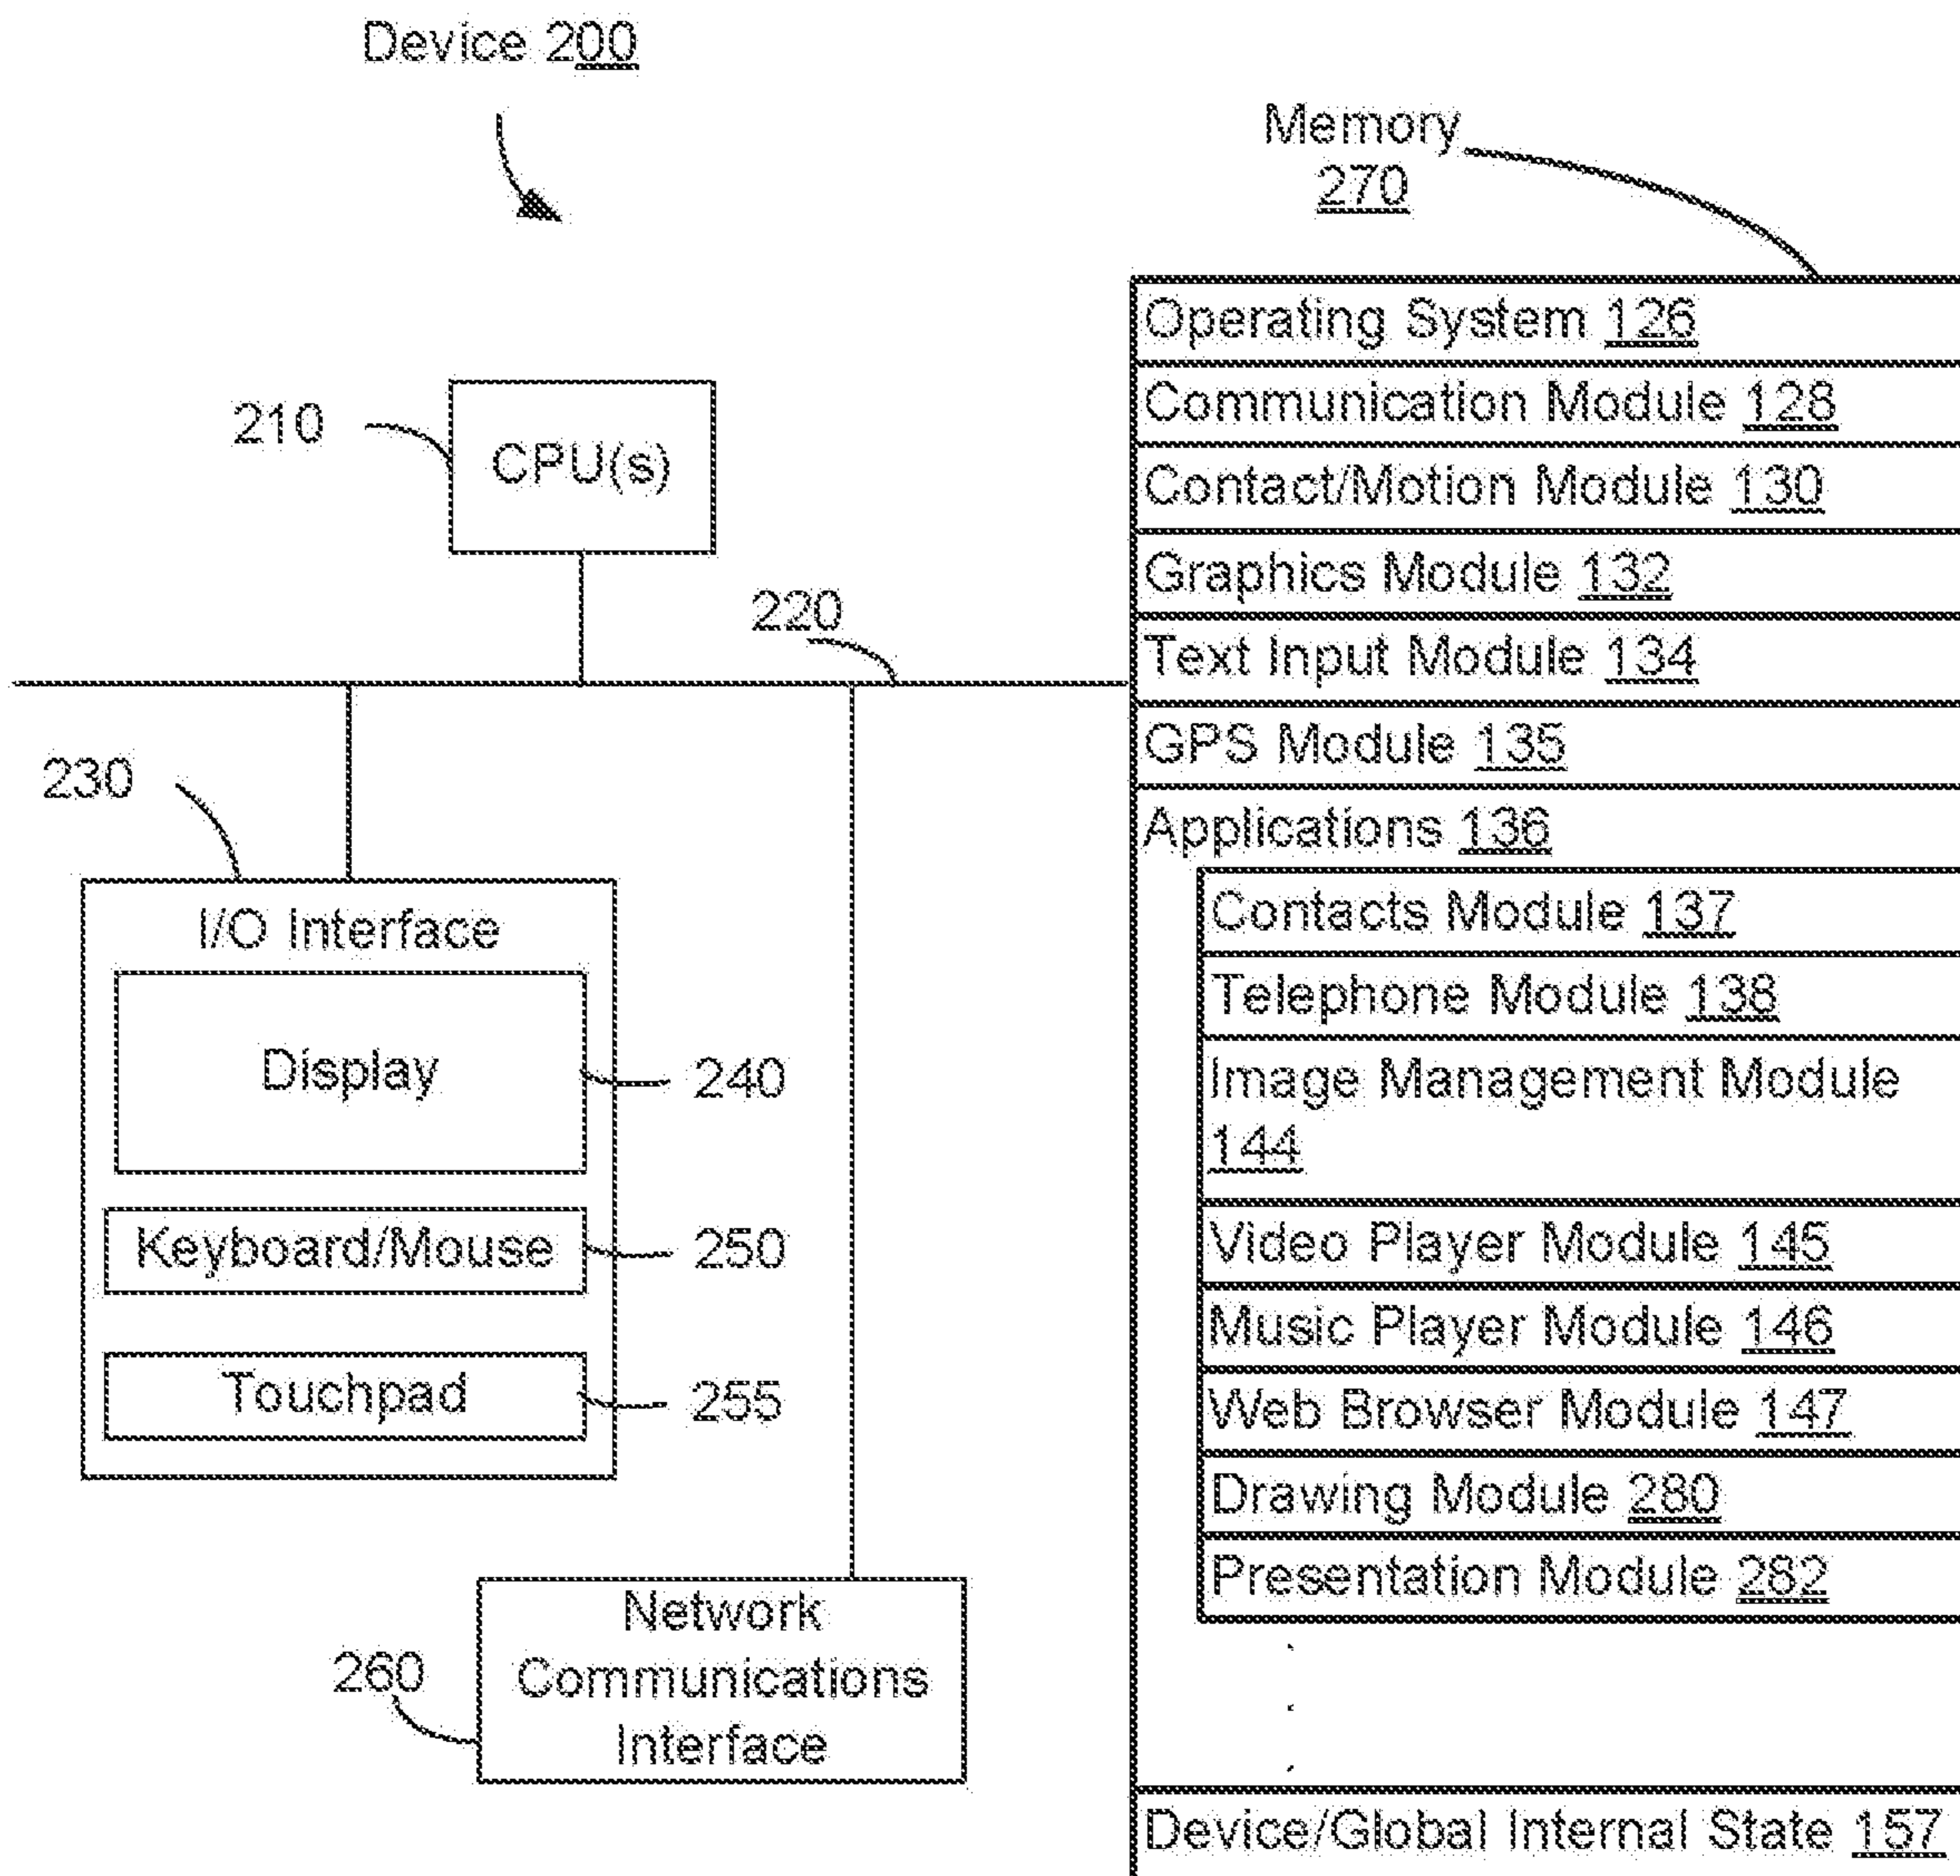 Device 200
Memory
270
210
CPU(s)
220
230
I/O Interface
Display
240
Keyboard/Mouse
250
Touchpad
255
260
Network
Communications
Interface
Operating System 126
Communication Module 128
Contact/Motion Module 130
Graphics Module 132
Text Input Module 134
GPS Module 135
Applications 136
Contacts Module 137
Telephone Module 138
Image Management Module
144
Video Player Module 145
Music Player Module 146
Web Browser Module 147
Drawing Module 280
Presentation Module 282
Device/Global Internal State 157